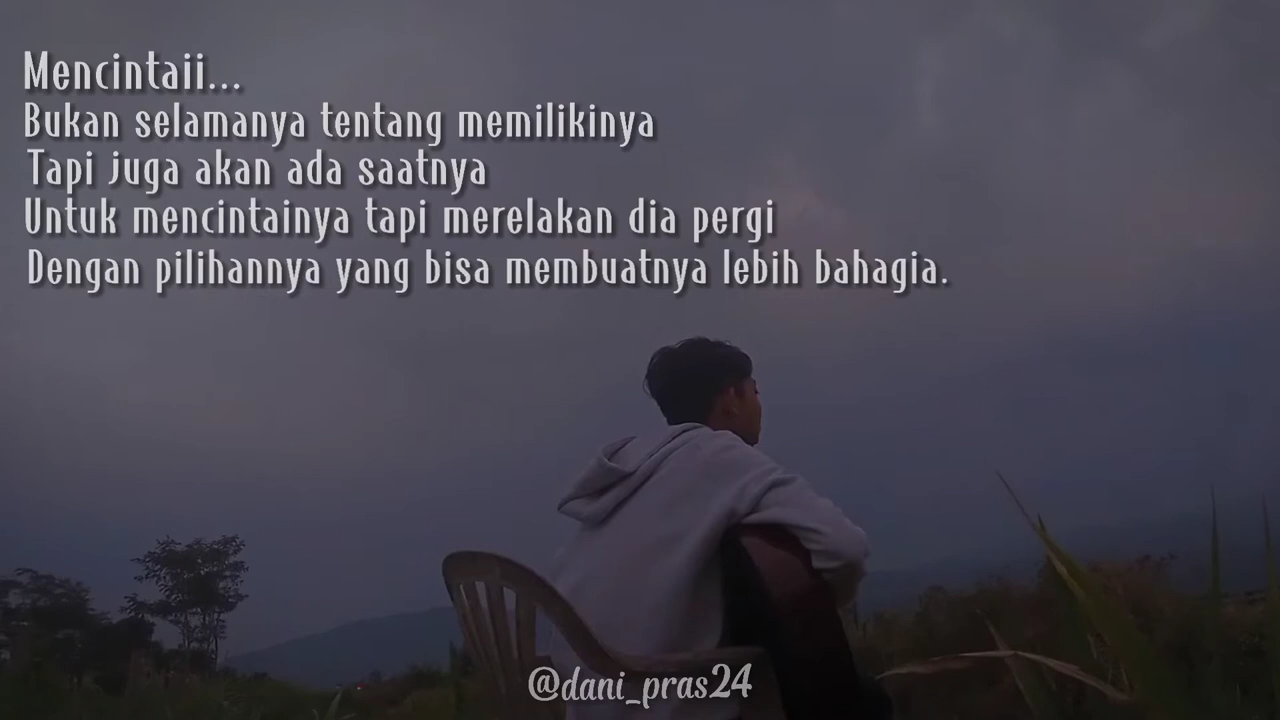 Mencintaii...
Bukan selamanya tentang memilikinya
Tapi juga akan ada saatnya
Untuk mencintainya tapi merelakan dia pergi
Dengan pilihannya yang bisa membuatnya lebih bahagia.
@dani_pras24